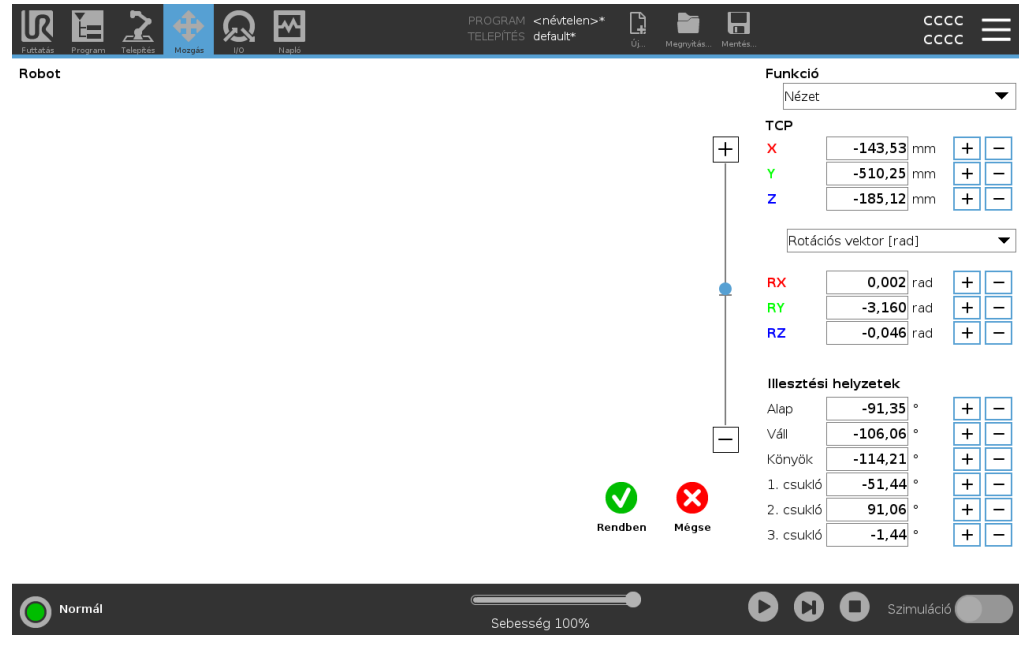 PROGRAM <névtelen>*
TELEPÍTÉS default*
cccc
cccc
Futtatás Program Telepítés Mozgás I/O Napló Új... Megnyitás... Mentés...
Robot
Funkció
Nézet
TCP
X -143,53 mm + −
Y -510,25 mm + −
Z -185,12 mm + −
Rotációs vektor [rad]
RX 0,002 rad + −
RY -3,160 rad + −
RZ -0,046 rad + −
Illesztési helyzetek
Alap -91,35 ° + −
Váll -106,06 ° + −
Könyök -114,21 ° + −
1. csukló -51,44 ° + −
2. csukló 91,06 ° + −
3. csukló -1,44 ° + −
+
−
Rendben Mégse
Normál
Sebesség 100%
Szimuláció